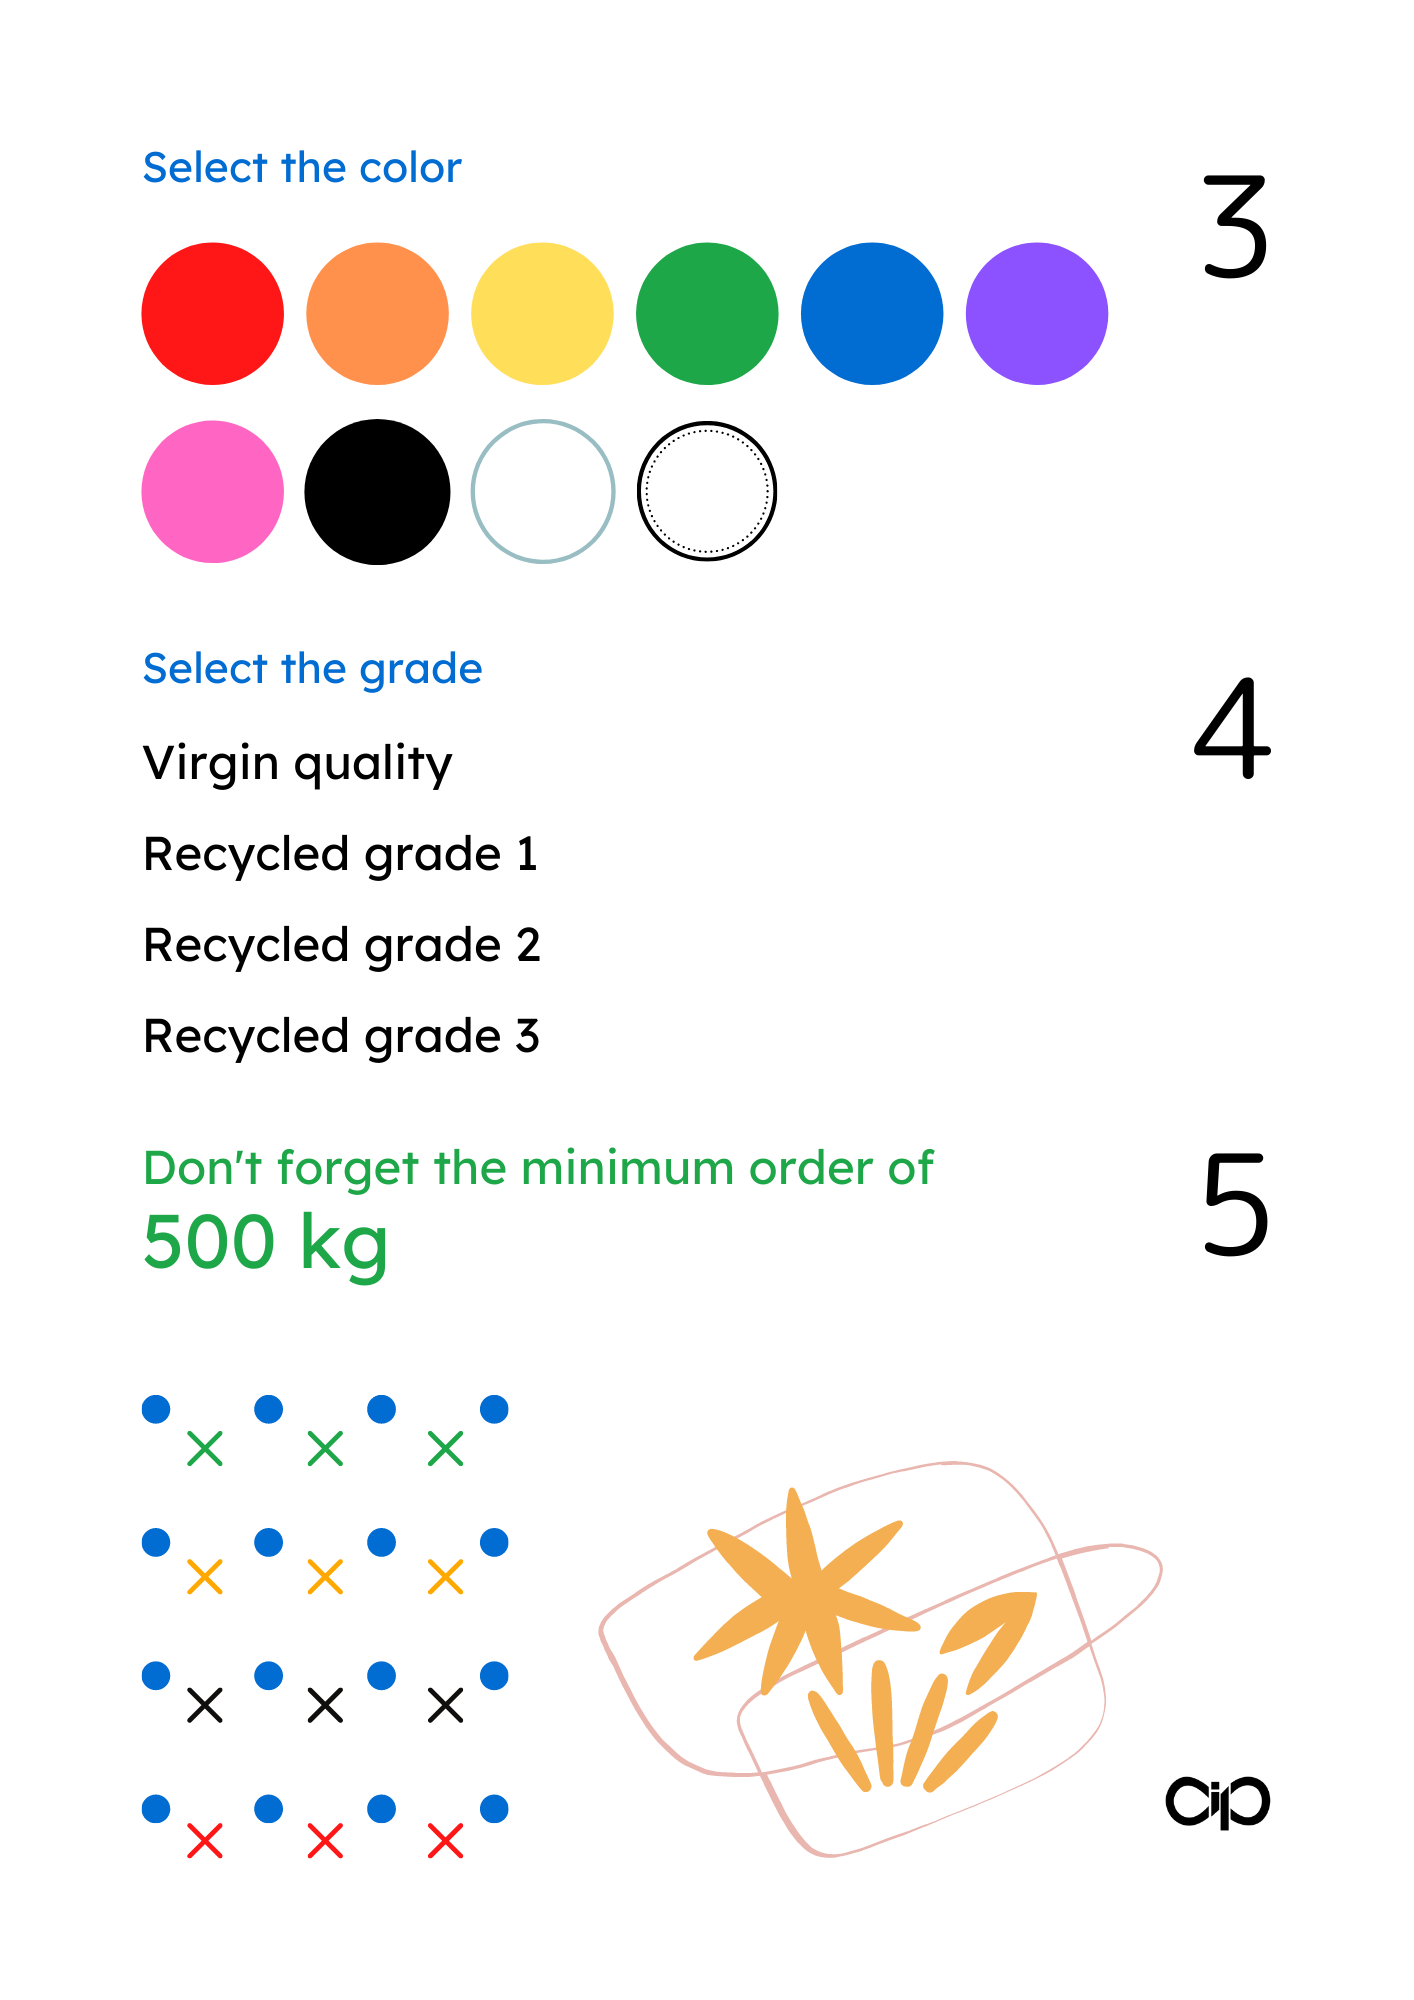 Select the color
3
Select the grade
4
Virgin quality
Recycled grade 1
Recycled grade 2
Recycled grade 3
Don't forget the minimum order of
500 kg
5
cip